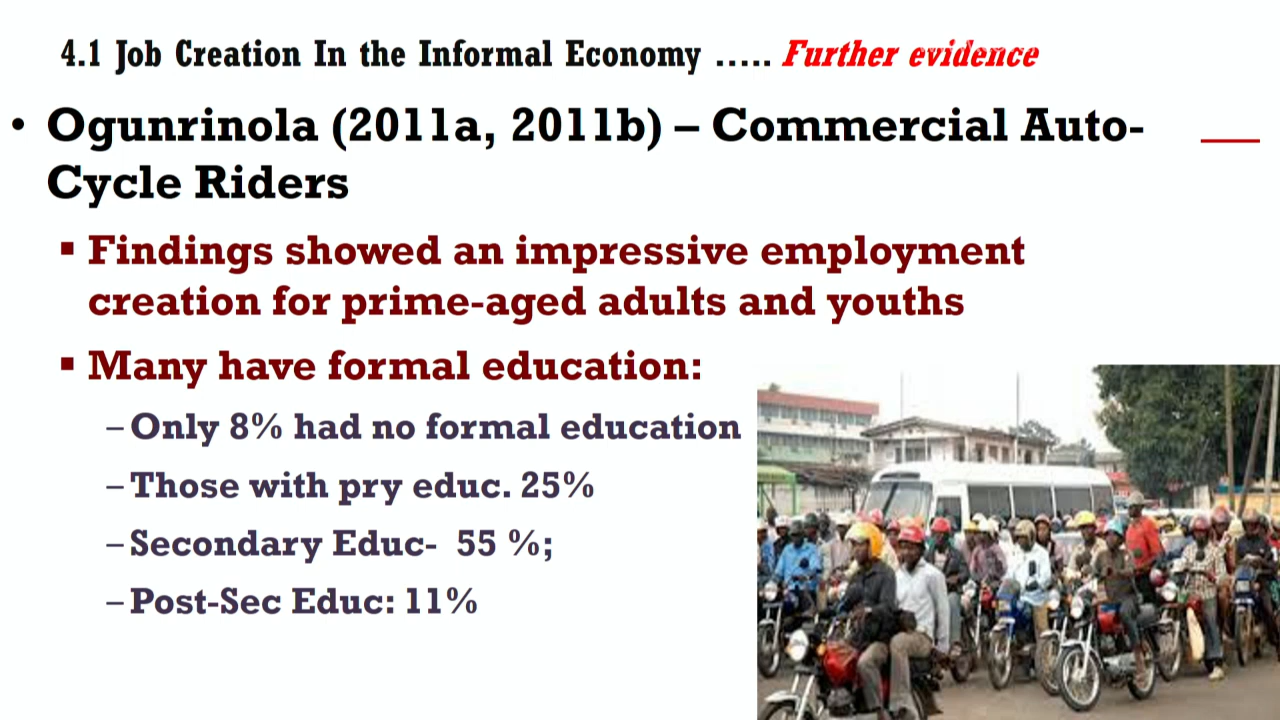 4.1 Job Creation In the Informal Economy ..... Further evidence
• Ogunrinola (2011a, 2011b) – Commercial Auto-
Cycle Riders
▪ Findings showed an impressive employment
creation for prime-aged adults and youths
▪ Many have formal education:
– Only 8% had no formal education
– Those with pry educ. 25%
– Secondary Educ- 55 %;
– Post-Sec Educ: 11%